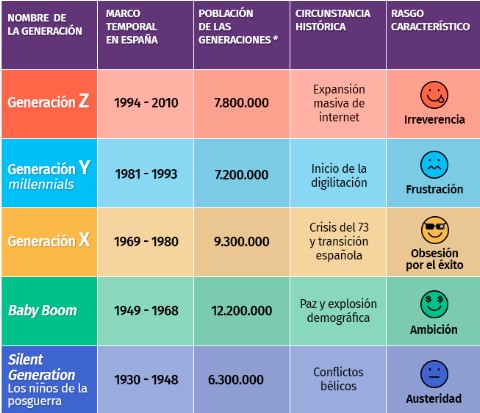 NOMBRE DE
LA GENERACIÓN
MARCO
TEMPORAL
EN ESPAÑA
POBLACIÓN
DE LAS
GENERACIONES *
CIRCUNSTANCIA
HISTÓRICA
RASGO
CARACTERÍSTICO
Generación Z
1994 - 2010
7.800.000
Expansión
masiva de
internet
Irreverencia
Generación Y
millennials
1981 - 1993
7.200.000
Inicio de la
digilitación
Frustración
Generación X
1969 - 1980
9.300.000
Crisis del 73
y transición
española
Obsesión
por el éxito
Baby Boom
1949 - 1968
12.200.000
Paz y explosión
demográfica
$ $
Ambición
Silent
Generation
Los niños de la
posguerra
1930 - 1948
6.300.000
Conflictos
bélicos
Austeridad